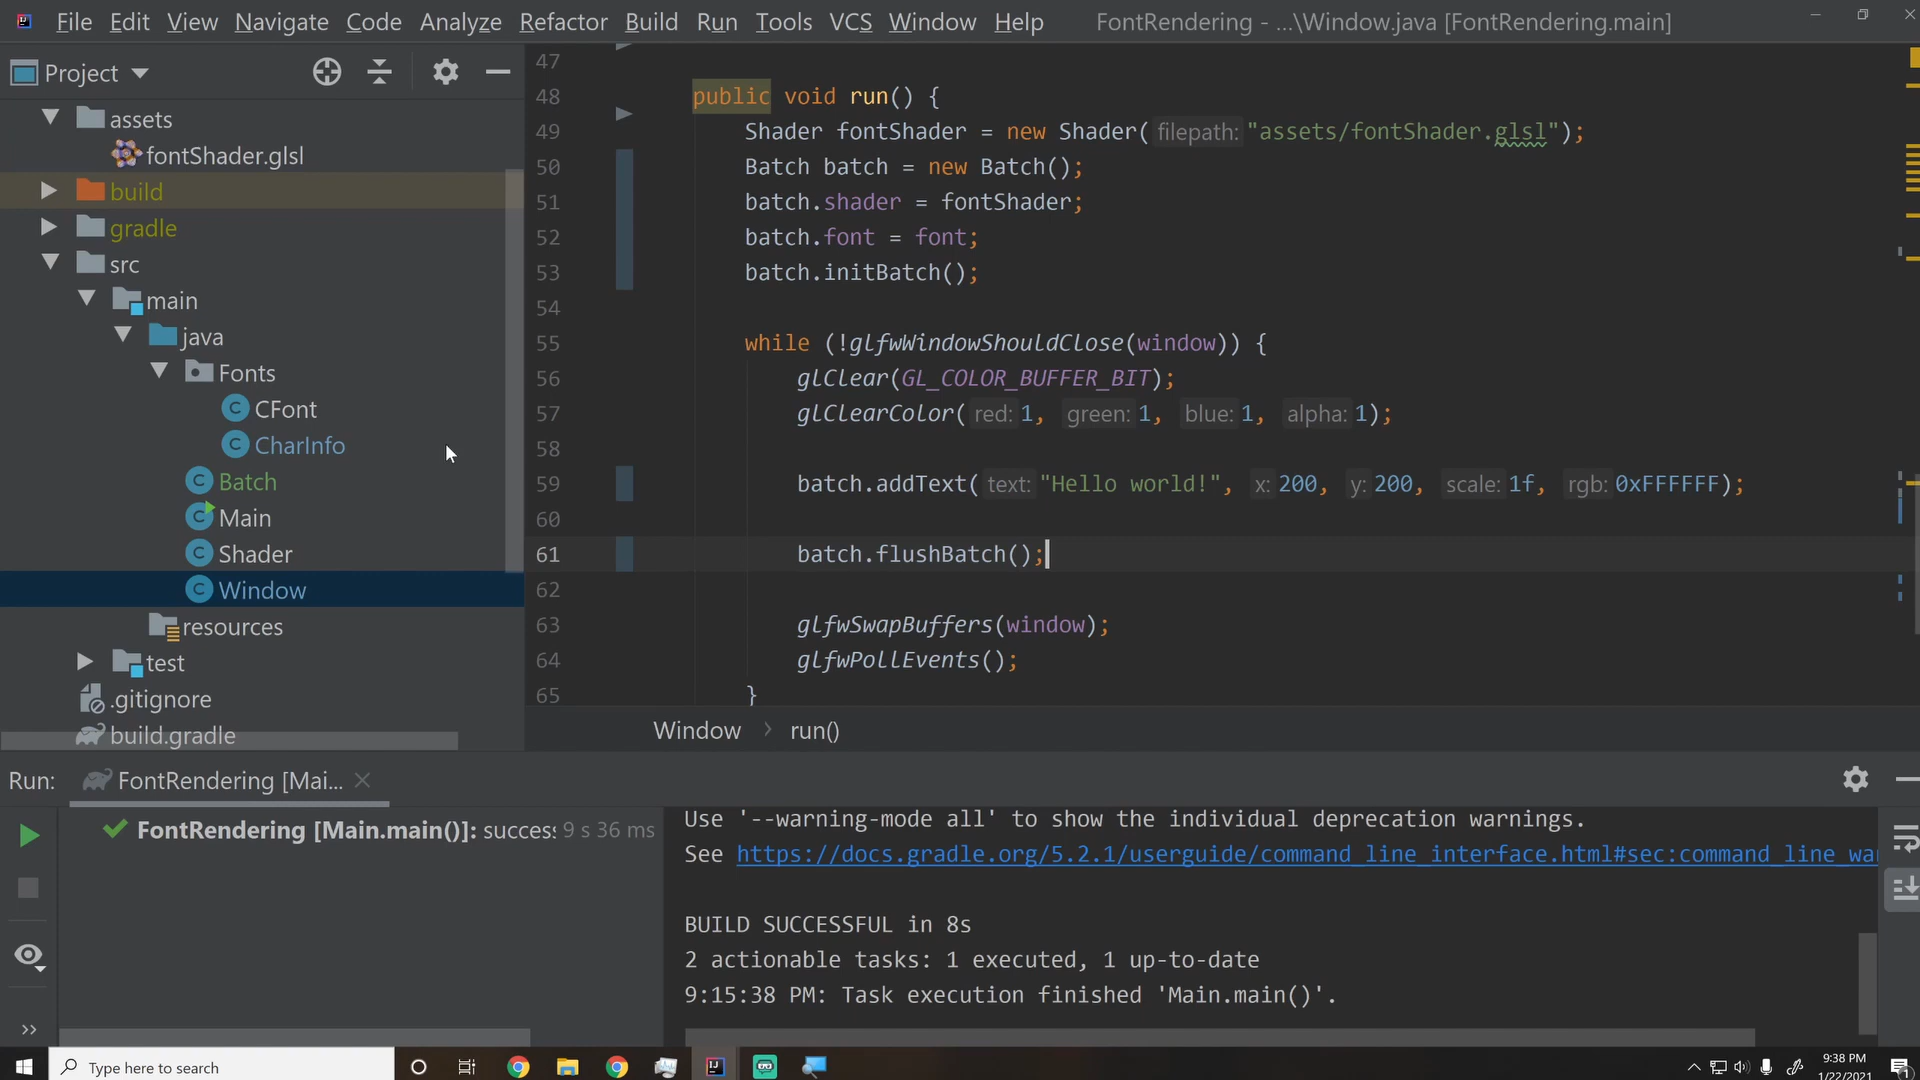 File Edit View Navigate Code Analyze Refactor Build Run Tools VCS Window Help FontRendering - ...\Window.java [FontRendering.main]
Project
assets
fontShader.glsl
build
gradle
src
main
java
Fonts
CFont
CharInfo
Batch
Main
Shader
Window
resources
test
.gitignore
build.gradle
47
48 public void run() {
49 Shader fontShader = new Shader( filepath: "assets/fontShader.glsl");
50 Batch batch = new Batch();
51 batch.shader = fontShader;
52 batch.font = font;
53 batch.initBatch();
54
55 while (!glfwWindowShouldClose(window)) {
56 glClear(GL_COLOR_BUFFER_BIT);
57 glClearColor( red: 1, green: 1, blue: 1, alpha: 1);
58
59 batch.addText( text: "Hello world!", x: 200, y: 200, scale: 1f, rgb: 0xFFFFFF);
60
61 batch.flushBatch();
62
63 glfwSwapBuffers(window);
64 glfwPollEvents();
65 }
Window › run()
Run: FontRendering [Mai...
FontRendering [Main.main()]: success 9 s 36 ms
Use '--warning-mode all' to show the individual deprecation warnings.
See https://docs.gradle.org/5.2.1/userguide/command_line_interface.html#sec:command_line_wa
BUILD SUCCESSFUL in 8s
2 actionable tasks: 1 executed, 1 up-to-date
9:15:38 PM: Task execution finished 'Main.main()'.
Type here to search
9:38 PM
1/22/2021